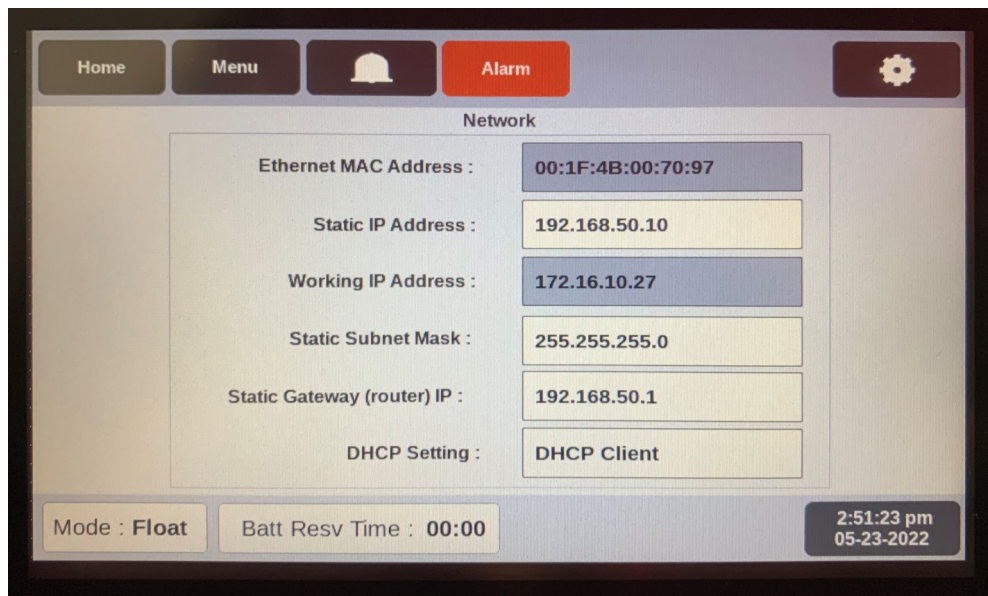 Home Menu Alarm
Network
Ethernet MAC Address : 00:1F:4B:00:70:97
Static IP Address : 192.168.50.10
Working IP Address : 172.16.10.27
Static Subnet Mask : 255.255.255.0
Static Gateway (router) IP : 192.168.50.1
DHCP Setting : DHCP Client
Mode : Float Batt Resv Time : 00:00 2:51:23 pm
05-23-2022